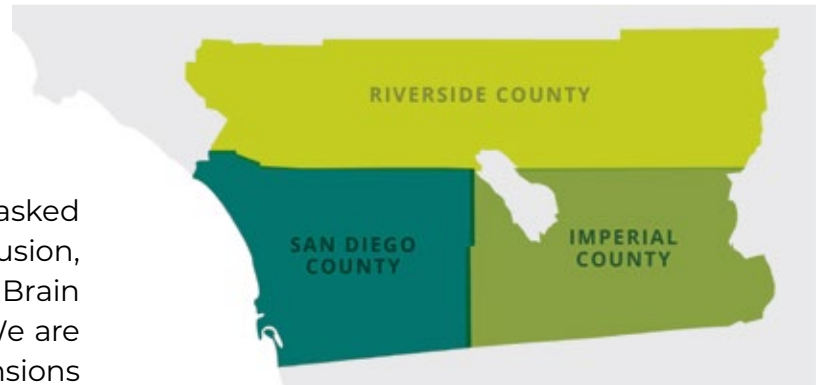 RIVERSIDE COUNTY
SAN DIEGO
COUNTY
IMPERIAL
COUNTY
asked
usion,
Brain
We are
nsions